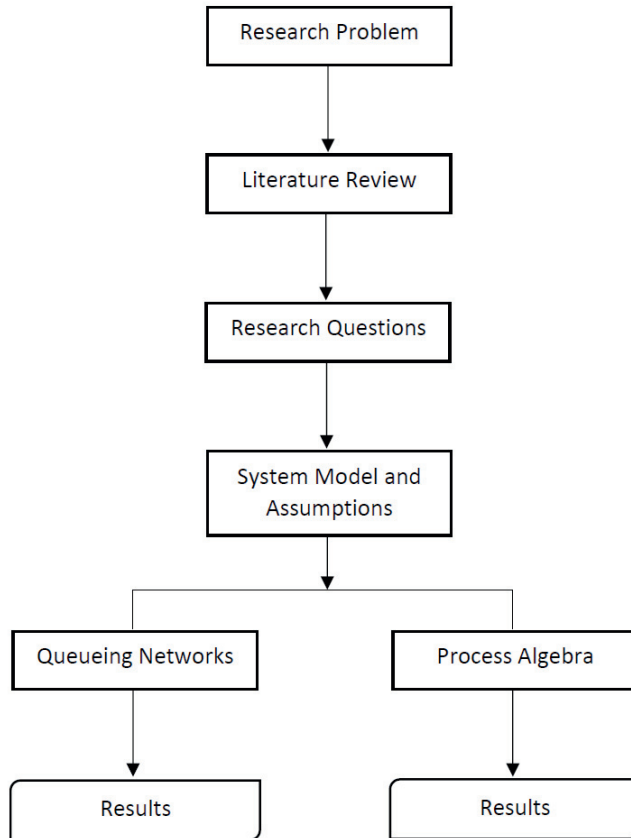 Research Problem
Literature Review
Research Questions
System Model and
Assumptions
Queueing Networks
Process Algebra
Results
Results